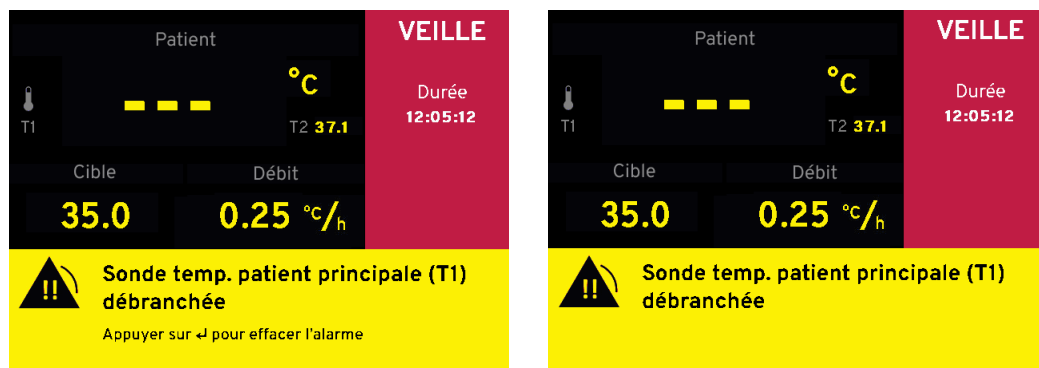 Patient
VEILLE
°C
Durée
12:05:12
---
T1
T2 37.1
Cible
Débit
35.0
0.25 °C/h
!!
Sonde temp. patient principale (T1)
débranchée
Appuyer sur ↵ pour effacer l'alarme
Patient
VEILLE
°C
Durée
12:05:12
---
T1
T2 37.1
Cible
Débit
35.0
0.25 °C/h
!!
Sonde temp. patient principale (T1)
débranchée